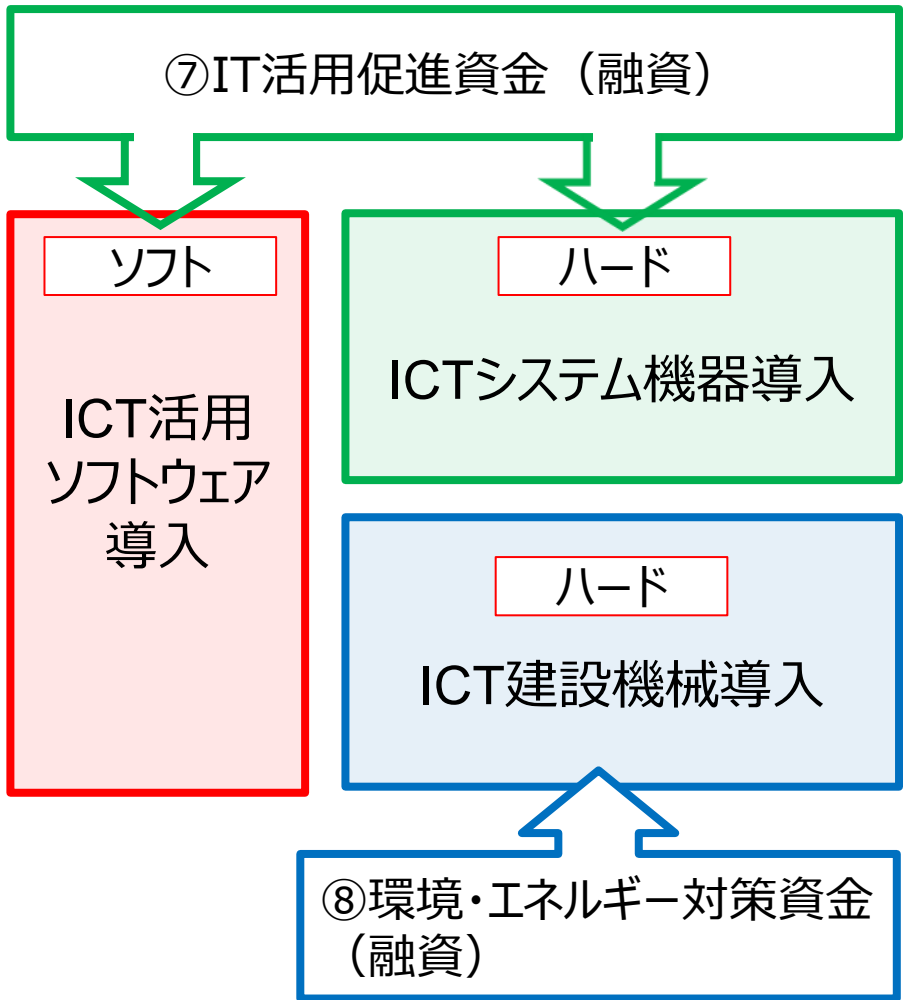 ⑦IT活用促進資金（融資）
ソフト
ICT活用
ソフトウェア
導入
ハード
ICTシステム機器導入
ハード
ICT建設機械導入
⑧環境・エネルギー対策資金
（融資）